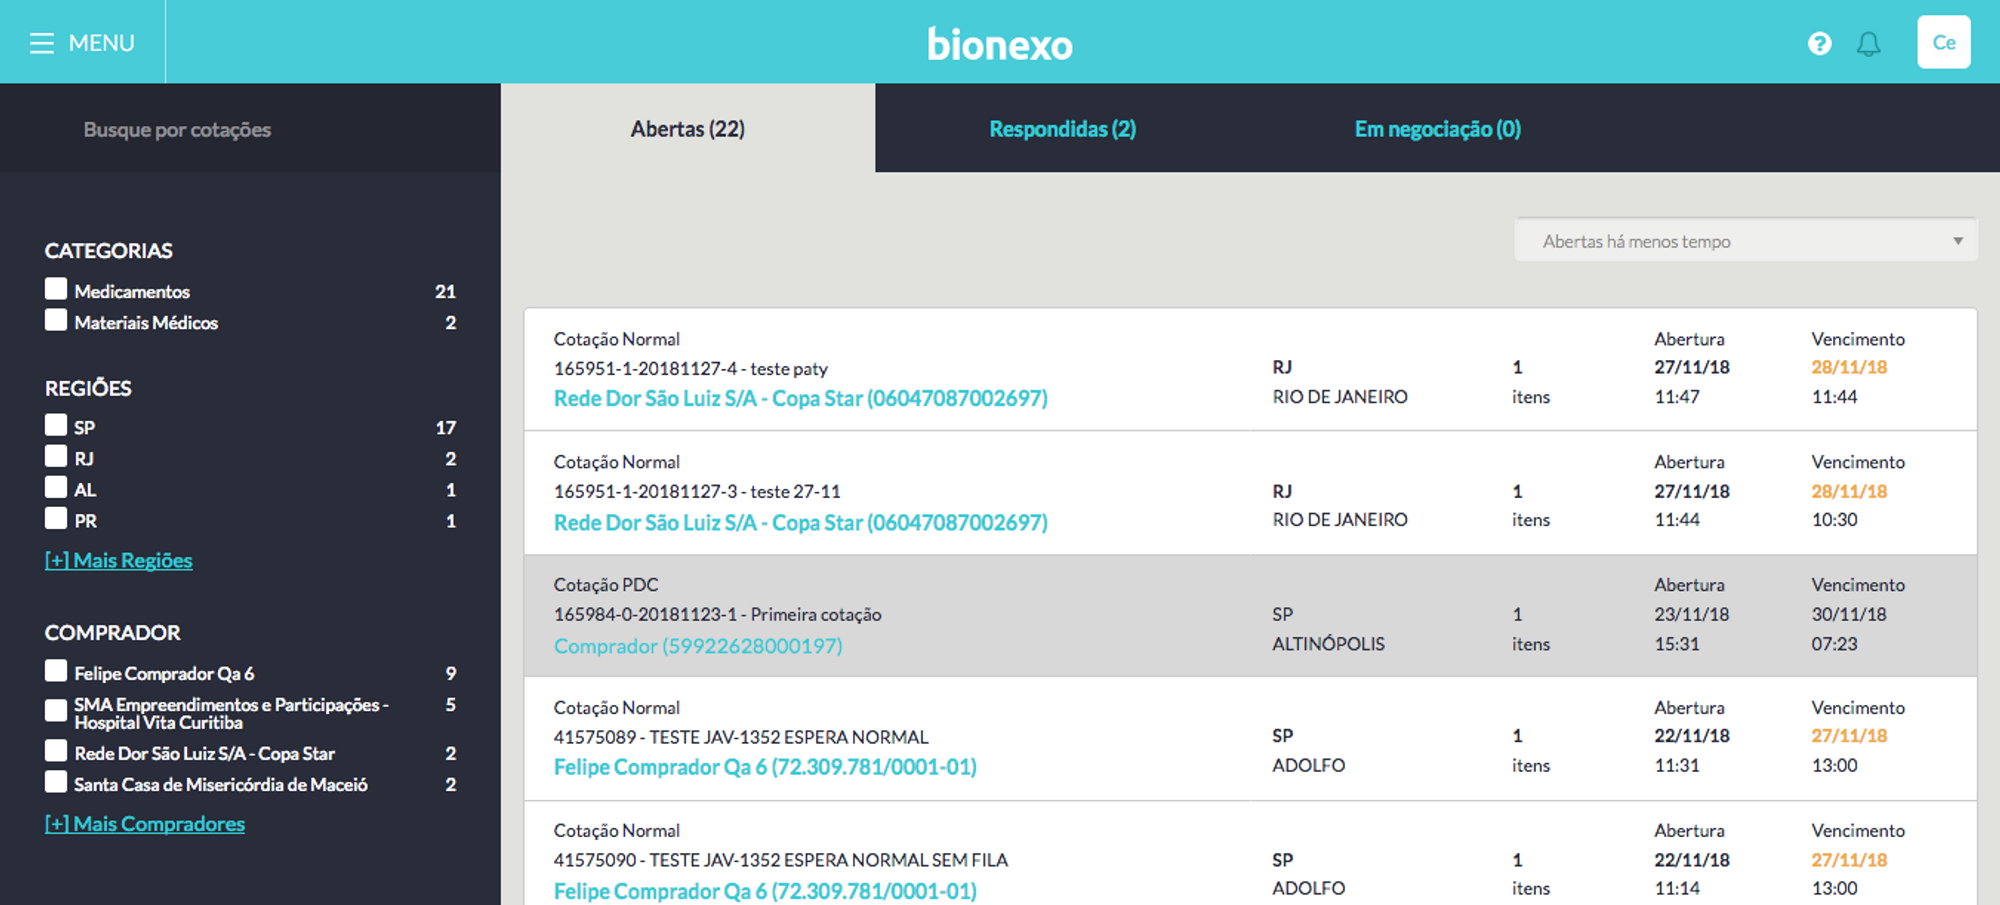 MENU
bionexo
?
Ce
Busque por cotações
Abertas (22)
Respondidas (2)
Em negociação (0)
CATEGORIAS
Medicamentos 21
Materiais Médicos 2
REGIÕES
SP 17
RJ 2
AL 1
PR 1
[+] Mais Regiões
COMPRADOR
Felipe Comprador Qa 6 9
SMA Empreendimentos e Participações - 5
Hospital Vita Curitiba
Rede Dor São Luiz S/A - Copa Star 2
Santa Casa de Misericórdia de Maceió 2
[+] Mais Compradores
Abertas há menos tempo
Cotação Normal Abertura Vencimento
165951-1-20181127-4 - teste paty RJ 1 27/11/18 28/11/18
Rede Dor São Luiz S/A - Copa Star (06047087002697) RIO DE JANEIRO itens 11:47 11:44
Cotação Normal Abertura Vencimento
165951-1-20181127-3 - teste 27-11 RJ 1 27/11/18 28/11/18
Rede Dor São Luiz S/A - Copa Star (06047087002697) RIO DE JANEIRO itens 11:44 10:30
Cotação PDC Abertura Vencimento
165984-0-20181123-1 - Primeira cotação SP 1 23/11/18 30/11/18
Comprador (59922628000197) ALTINÓPOLIS itens 15:31 07:23
Cotação Normal Abertura Vencimento
41575089 - TESTE JAV-1352 ESPERA NORMAL SP 1 22/11/18 27/11/18
Felipe Comprador Qa 6 (72.309.781/0001-01) ADOLFO itens 11:31 13:00
Cotação Normal Abertura Vencimento
41575090 - TESTE JAV-1352 ESPERA NORMAL SEM FILA SP 1 22/11/18 27/11/18
Felipe Comprador Qa 6 (72.309.781/0001-01) ADOLFO itens 11:14 13:00